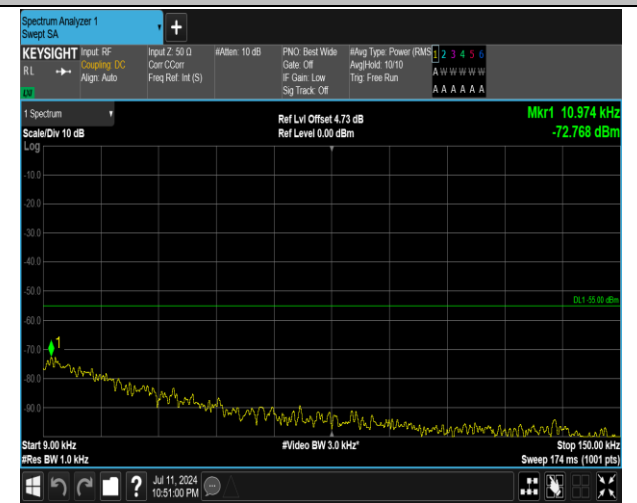 Spectrum Analyzer 1
Swept SA
+
KEYSIGHT Input: RF Input Z: 50 Ω #Atten: 10 dB PNO: Best Wide #Avg Type: Power (RMS 1 2 3 4 5 6
RL Coupling: DC Corr CCorr Gate: Off Avg|Hold: 10/10 A W W W W W
Align: Auto Freq Ref: Int (S) IF Gain: Low Trig: Free Run
Sig Track: Off A A A A A A
1 Spectrum Ref Lvl Offset 4.73 dB Mkr1 10.974 kHz
Scale/Div 10 dB Ref Level 0.00 dBm -72.768 dBm
Log
-10.0
-20.0
-30.0
-40.0
-50.0
DL1 -55.00 dBm
-60.0
1
-70.0
-80.0
-90.0
Start 9.00 kHz #Video BW 3.0 kHz* Stop 150.00 kHz
#Res BW 1.0 kHz Sweep 174 ms (1001 pts)
? Jul 11, 2024
10:51:00 PM